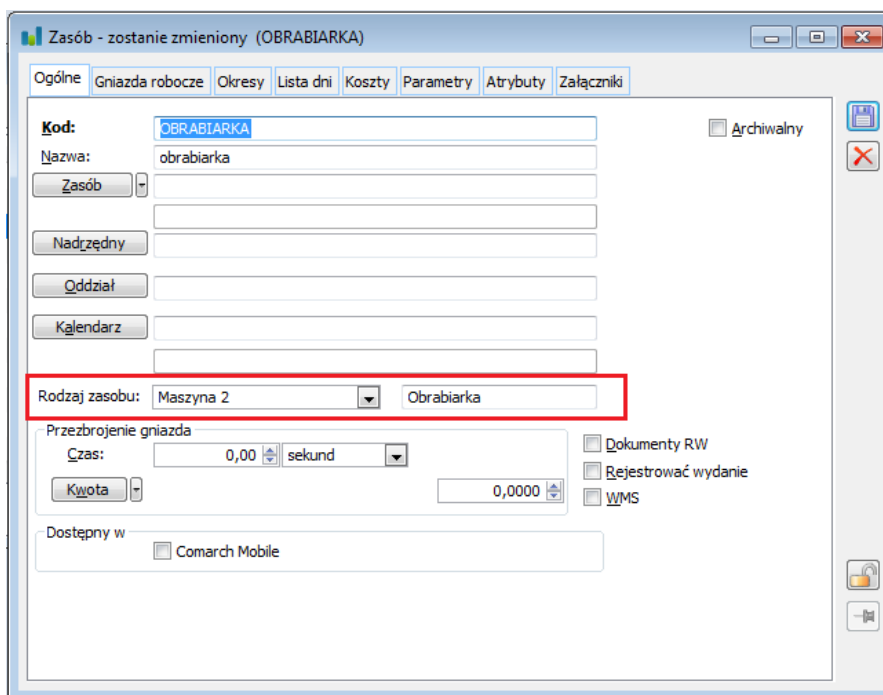 Zasób - zostanie zmieniony (OBRABIARKA)
Ogólne Gniazda robocze Okresy Lista dni Koszty Parametry Atrybuty Załączniki
Kod: OBRABIARKA Archiwalny
Nazwa: obrabiarka
Zasób
Nadrzędny
Oddział
Kalendarz
Rodzaj zasobu: Maszyna 2 Obrabiarka
Przezbrojenie gniazda
Czas: 0,00 sekund Dokumenty RW
Rejestrować wydanie
Kwota 0,0000 WMS
Dostępny w
Comarch Mobile